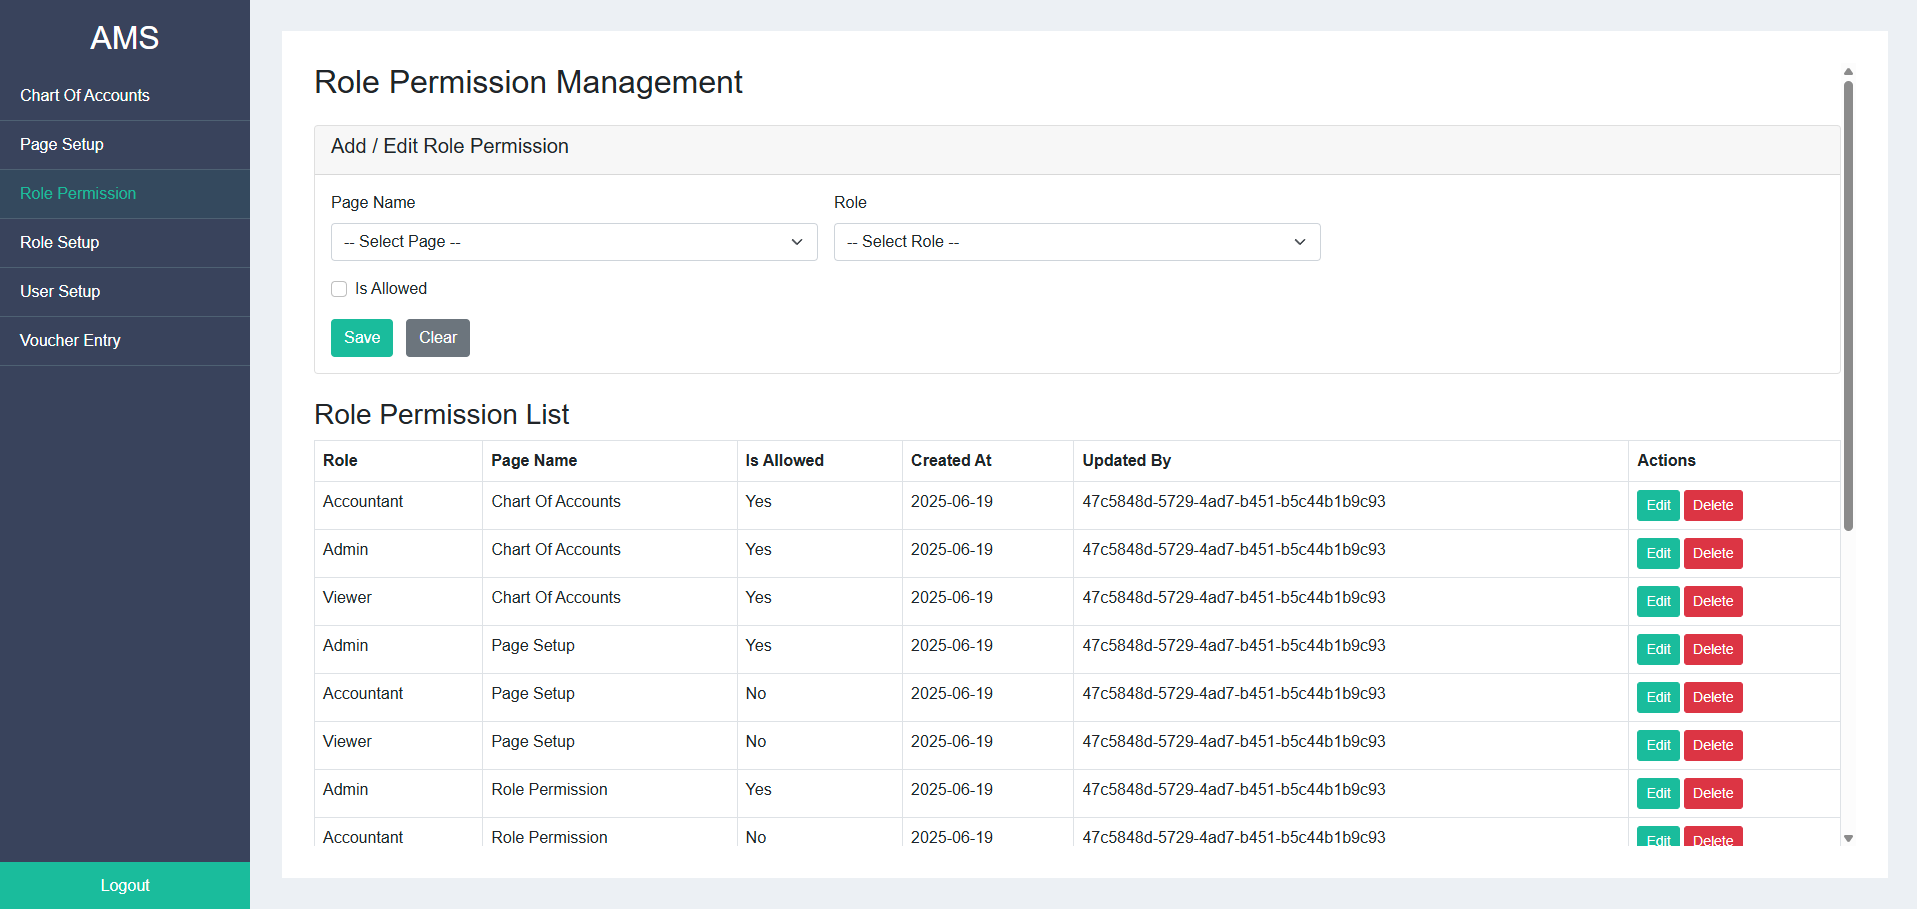 AMS
Chart Of Accounts
Page Setup
Role Permission
Role Setup
User Setup
Voucher Entry
Logout
Role Permission Management
Add / Edit Role Permission
Page Name Role
-- Select Page -- -- Select Role --
Is Allowed
Save Clear
Role Permission List
Role Page Name Is Allowed Created At Updated By Actions
Accountant Chart Of Accounts Yes 2025-06-19 47c5848d-5729-4ad7-b451-b5c44b1b9c93 Edit Delete
Admin Chart Of Accounts Yes 2025-06-19 47c5848d-5729-4ad7-b451-b5c44b1b9c93 Edit Delete
Viewer Chart Of Accounts Yes 2025-06-19 47c5848d-5729-4ad7-b451-b5c44b1b9c93 Edit Delete
Admin Page Setup Yes 2025-06-19 47c5848d-5729-4ad7-b451-b5c44b1b9c93 Edit Delete
Accountant Page Setup No 2025-06-19 47c5848d-5729-4ad7-b451-b5c44b1b9c93 Edit Delete
Viewer Page Setup No 2025-06-19 47c5848d-5729-4ad7-b451-b5c44b1b9c93 Edit Delete
Admin Role Permission Yes 2025-06-19 47c5848d-5729-4ad7-b451-b5c44b1b9c93 Edit Delete
Accountant Role Permission No 2025-06-19 47c5848d-5729-4ad7-b451-b5c44b1b9c93 Edit Delete